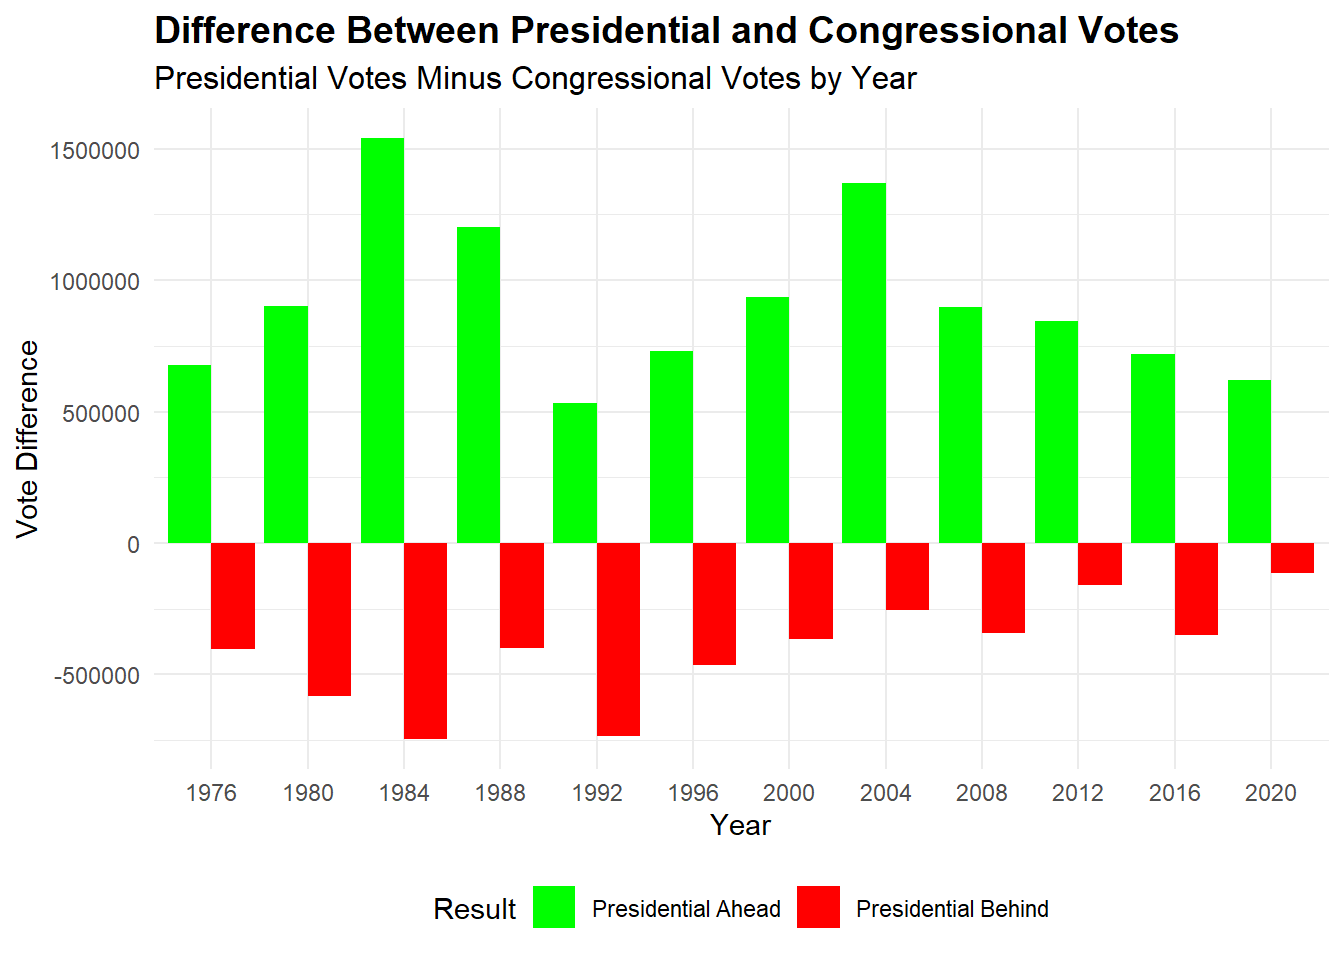 Difference Between Presidential and Congressional Votes
Presidential Votes Minus Congressional Votes by Year
Vote Difference
1500000
1000000
500000
0
-500000
1976 1980 1984 1988 1992 1996 2000 2004 2008 2012 2016 2020
Year
Result Presidential Ahead Presidential Behind